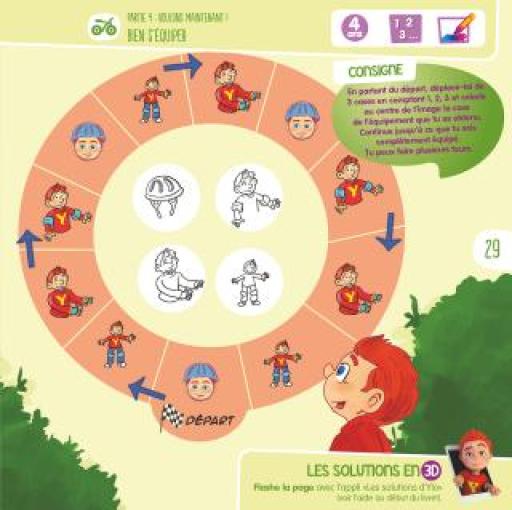 PARTIE 4 : ROULONS MAINTENANT !
BIEN S'ÉQUIPER
4
ans
1 2
3 ...
CONSIGNE
En partant du départ, déplace-toi de
3 cases en comptant 1, 2, 3 et colorie
au centre de l'image la case
de l'équipement que tu as obtenu.
Continue jusqu'à ce que tu sois
complètement équipé.
Tu peux faire plusieurs tours.
29
DÉPART
LES SOLUTIONS EN 3D
Flashe la page avec l'appli «Les solutions d'Yla»
(voir l'aide au début du livret).